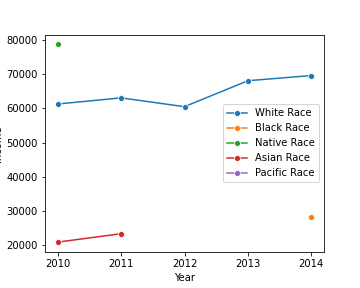 80000
70000
60000
50000
40000
30000
20000
White Race
Black Race
Native Race
Asian Race
Pacific Race
2010
2011
2012
2013
2014
Year